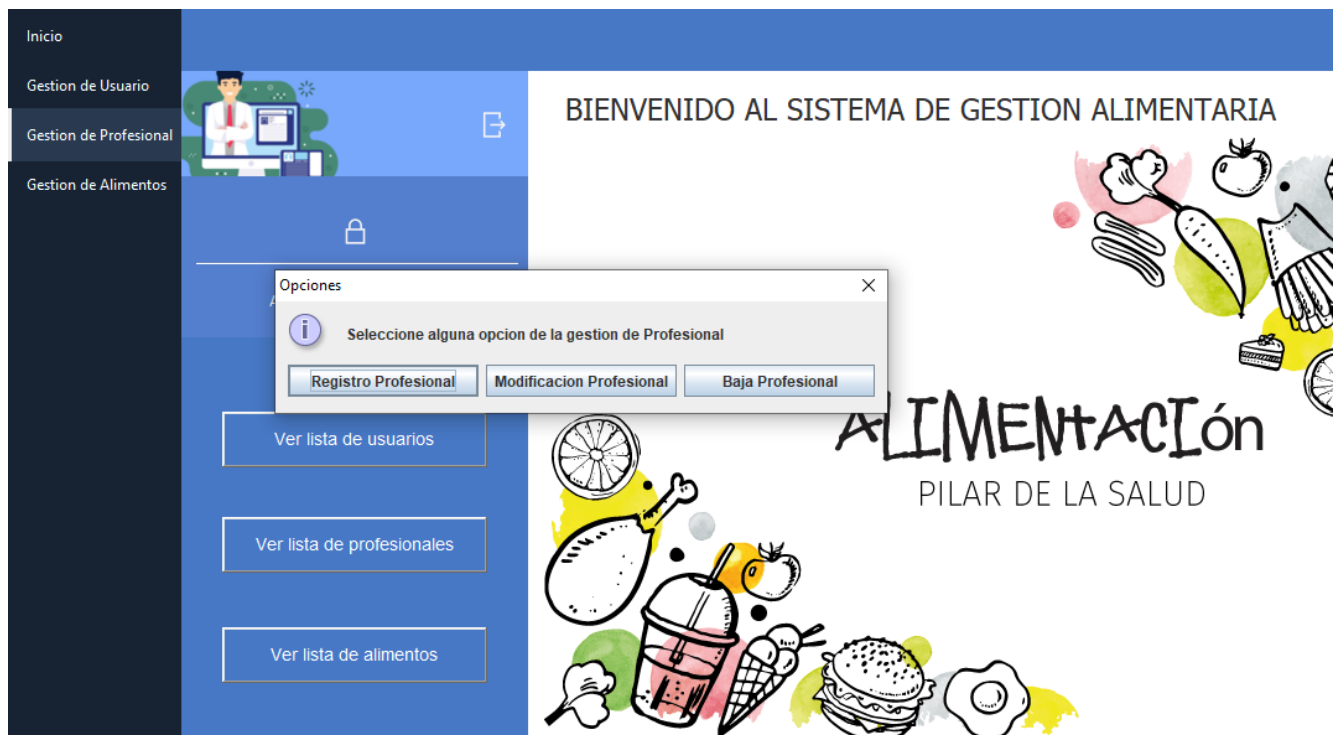 Inicio
Gestion de Usuario
Gestion de Profesional
Gestion de Alimentos
BIENVENIDO AL SISTEMA DE GESTION ALIMENTARIA
Opciones
Seleccione alguna opcion de la gestion de Profesional
Registro Profesional
Modificacion Profesional
Baja Profesional
Ver lista de usuarios
Ver lista de profesionales
Ver lista de alimentos
ALIMENtACIón
PILAR DE LA SALUD